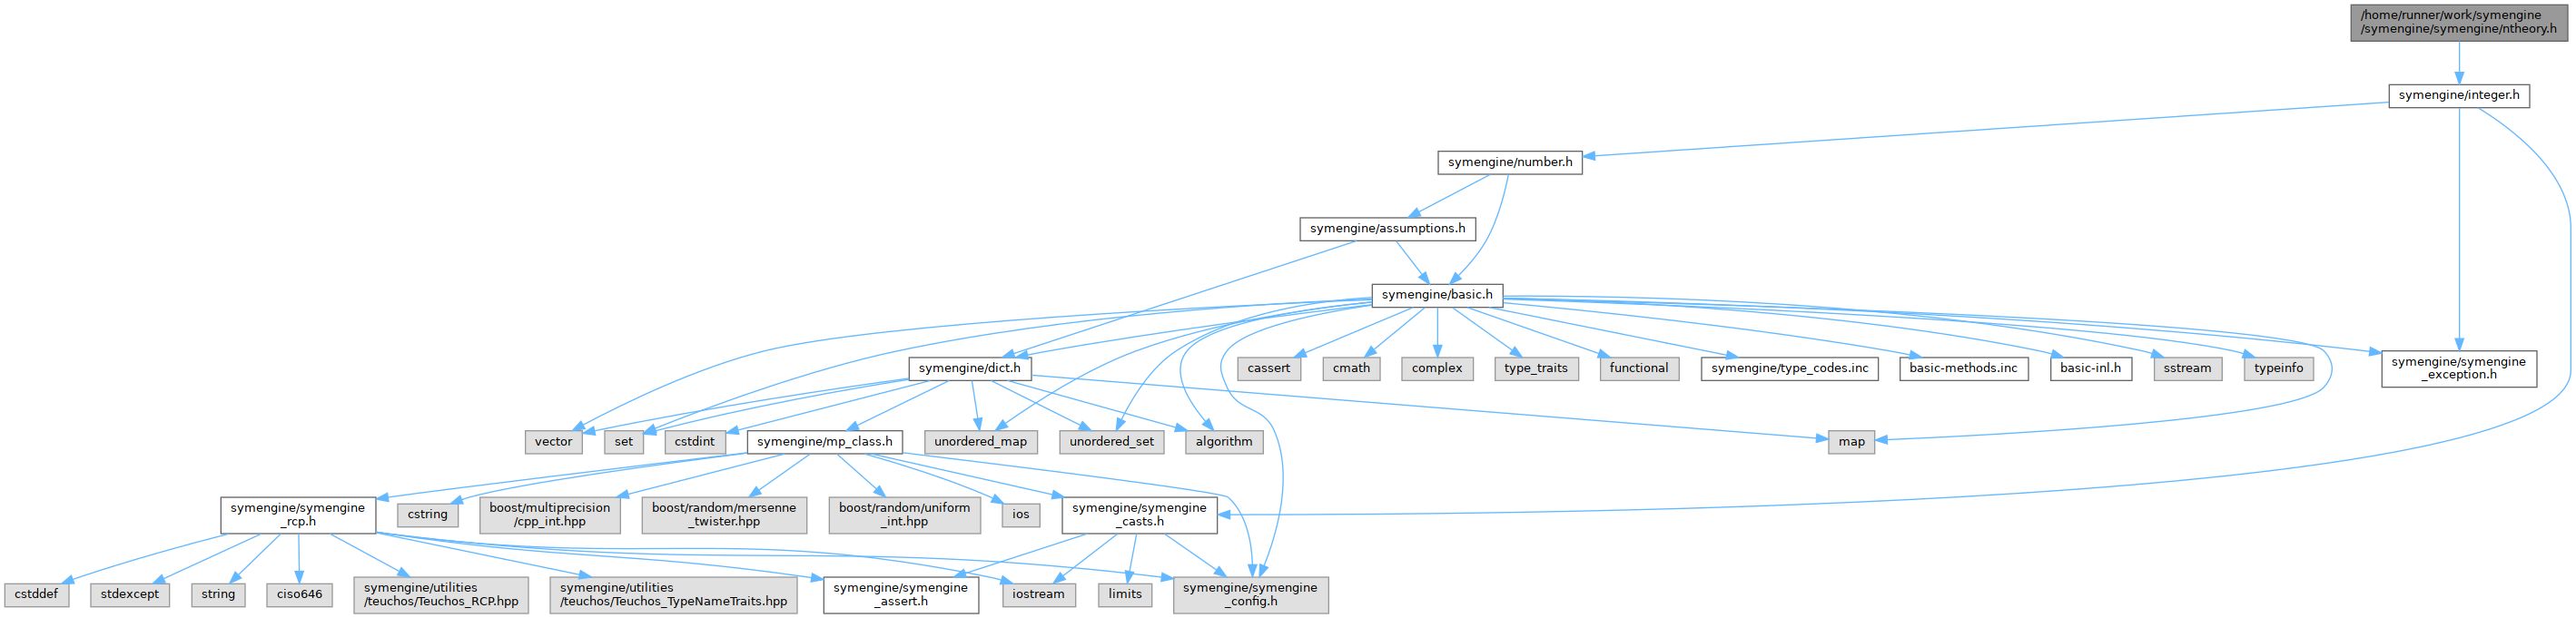 /home/runner/work/symengine
/symengine/symengine/ntheory.h
symengine/integer.h
symengine/number.h
symengine/assumptions.h
symengine/basic.h
symengine/dict.h
cassert
cmath
complex
type_traits
functional
symengine/type_codes.inc
basic-methods.inc
basic-inl.h
sstream
typeinfo
symengine/symengine
_exception.h
vector
set
cstdint
symengine/mp_class.h
unordered_map
unordered_set
algorithm
map
symengine/symengine
_rcp.h
cstring
boost/multiprecision
/cpp_int.hpp
boost/random/mersenne
_twister.hpp
boost/random/uniform
_int.hpp
ios
symengine/symengine
_casts.h
cstddef
stdexcept
string
ciso646
symengine/utilities
/teuchos/Teuchos_RCP.hpp
symengine/utilities
/teuchos/Teuchos_TypeNameTraits.hpp
symengine/symengine
_assert.h
iostream
limits
symengine/symengine
_config.h